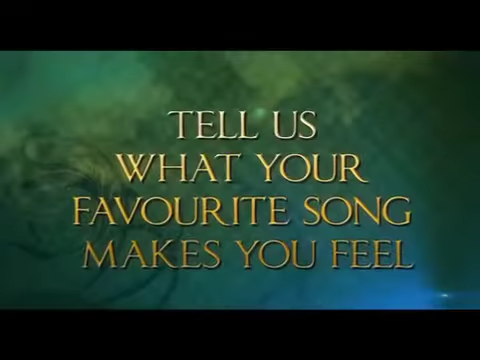 TELL US
WHAT YOUR
FAVOURITE SONG
MAKES YOU FEEL